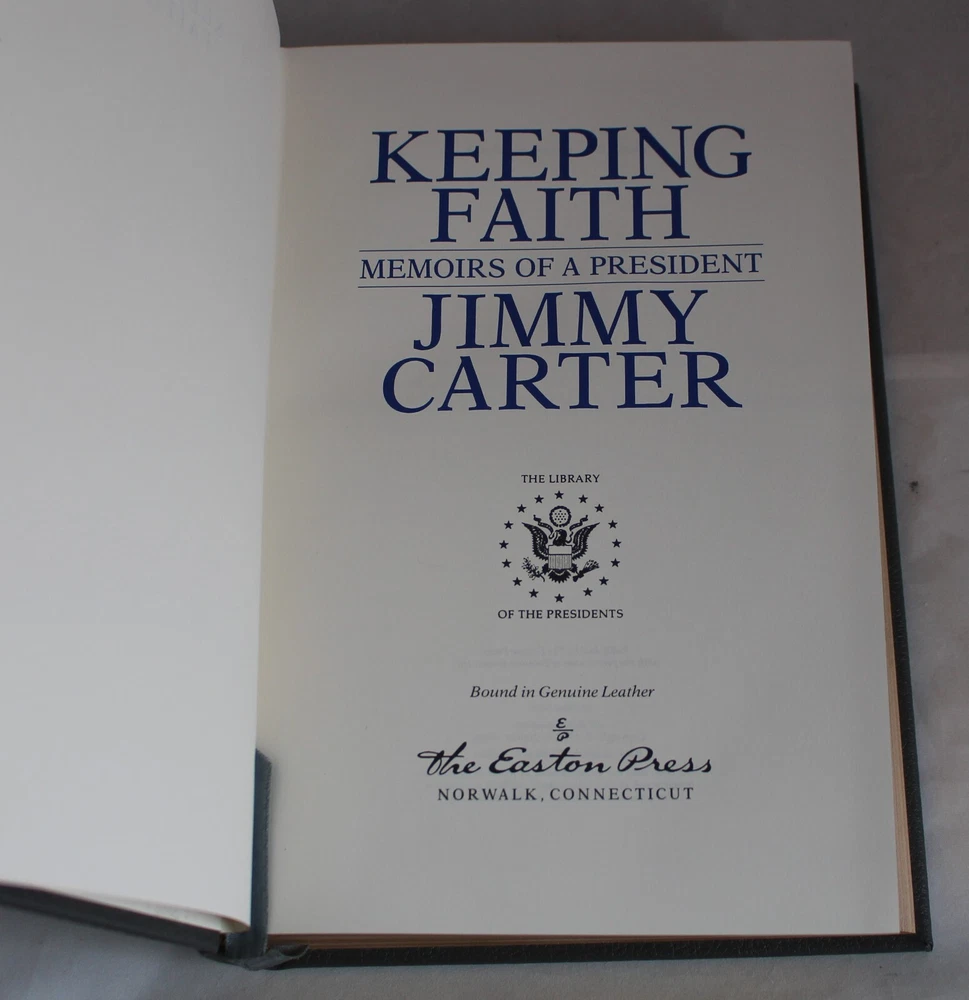 KEEPING
FAITH
MEMOIRS OF A PRESIDENT
JIMMY
CARTER
THE LIBRARY
OF THE PRESIDENTS
Bound in Genuine Leather
E
P
The Easton Press
NORWALK, CONNECTICUT